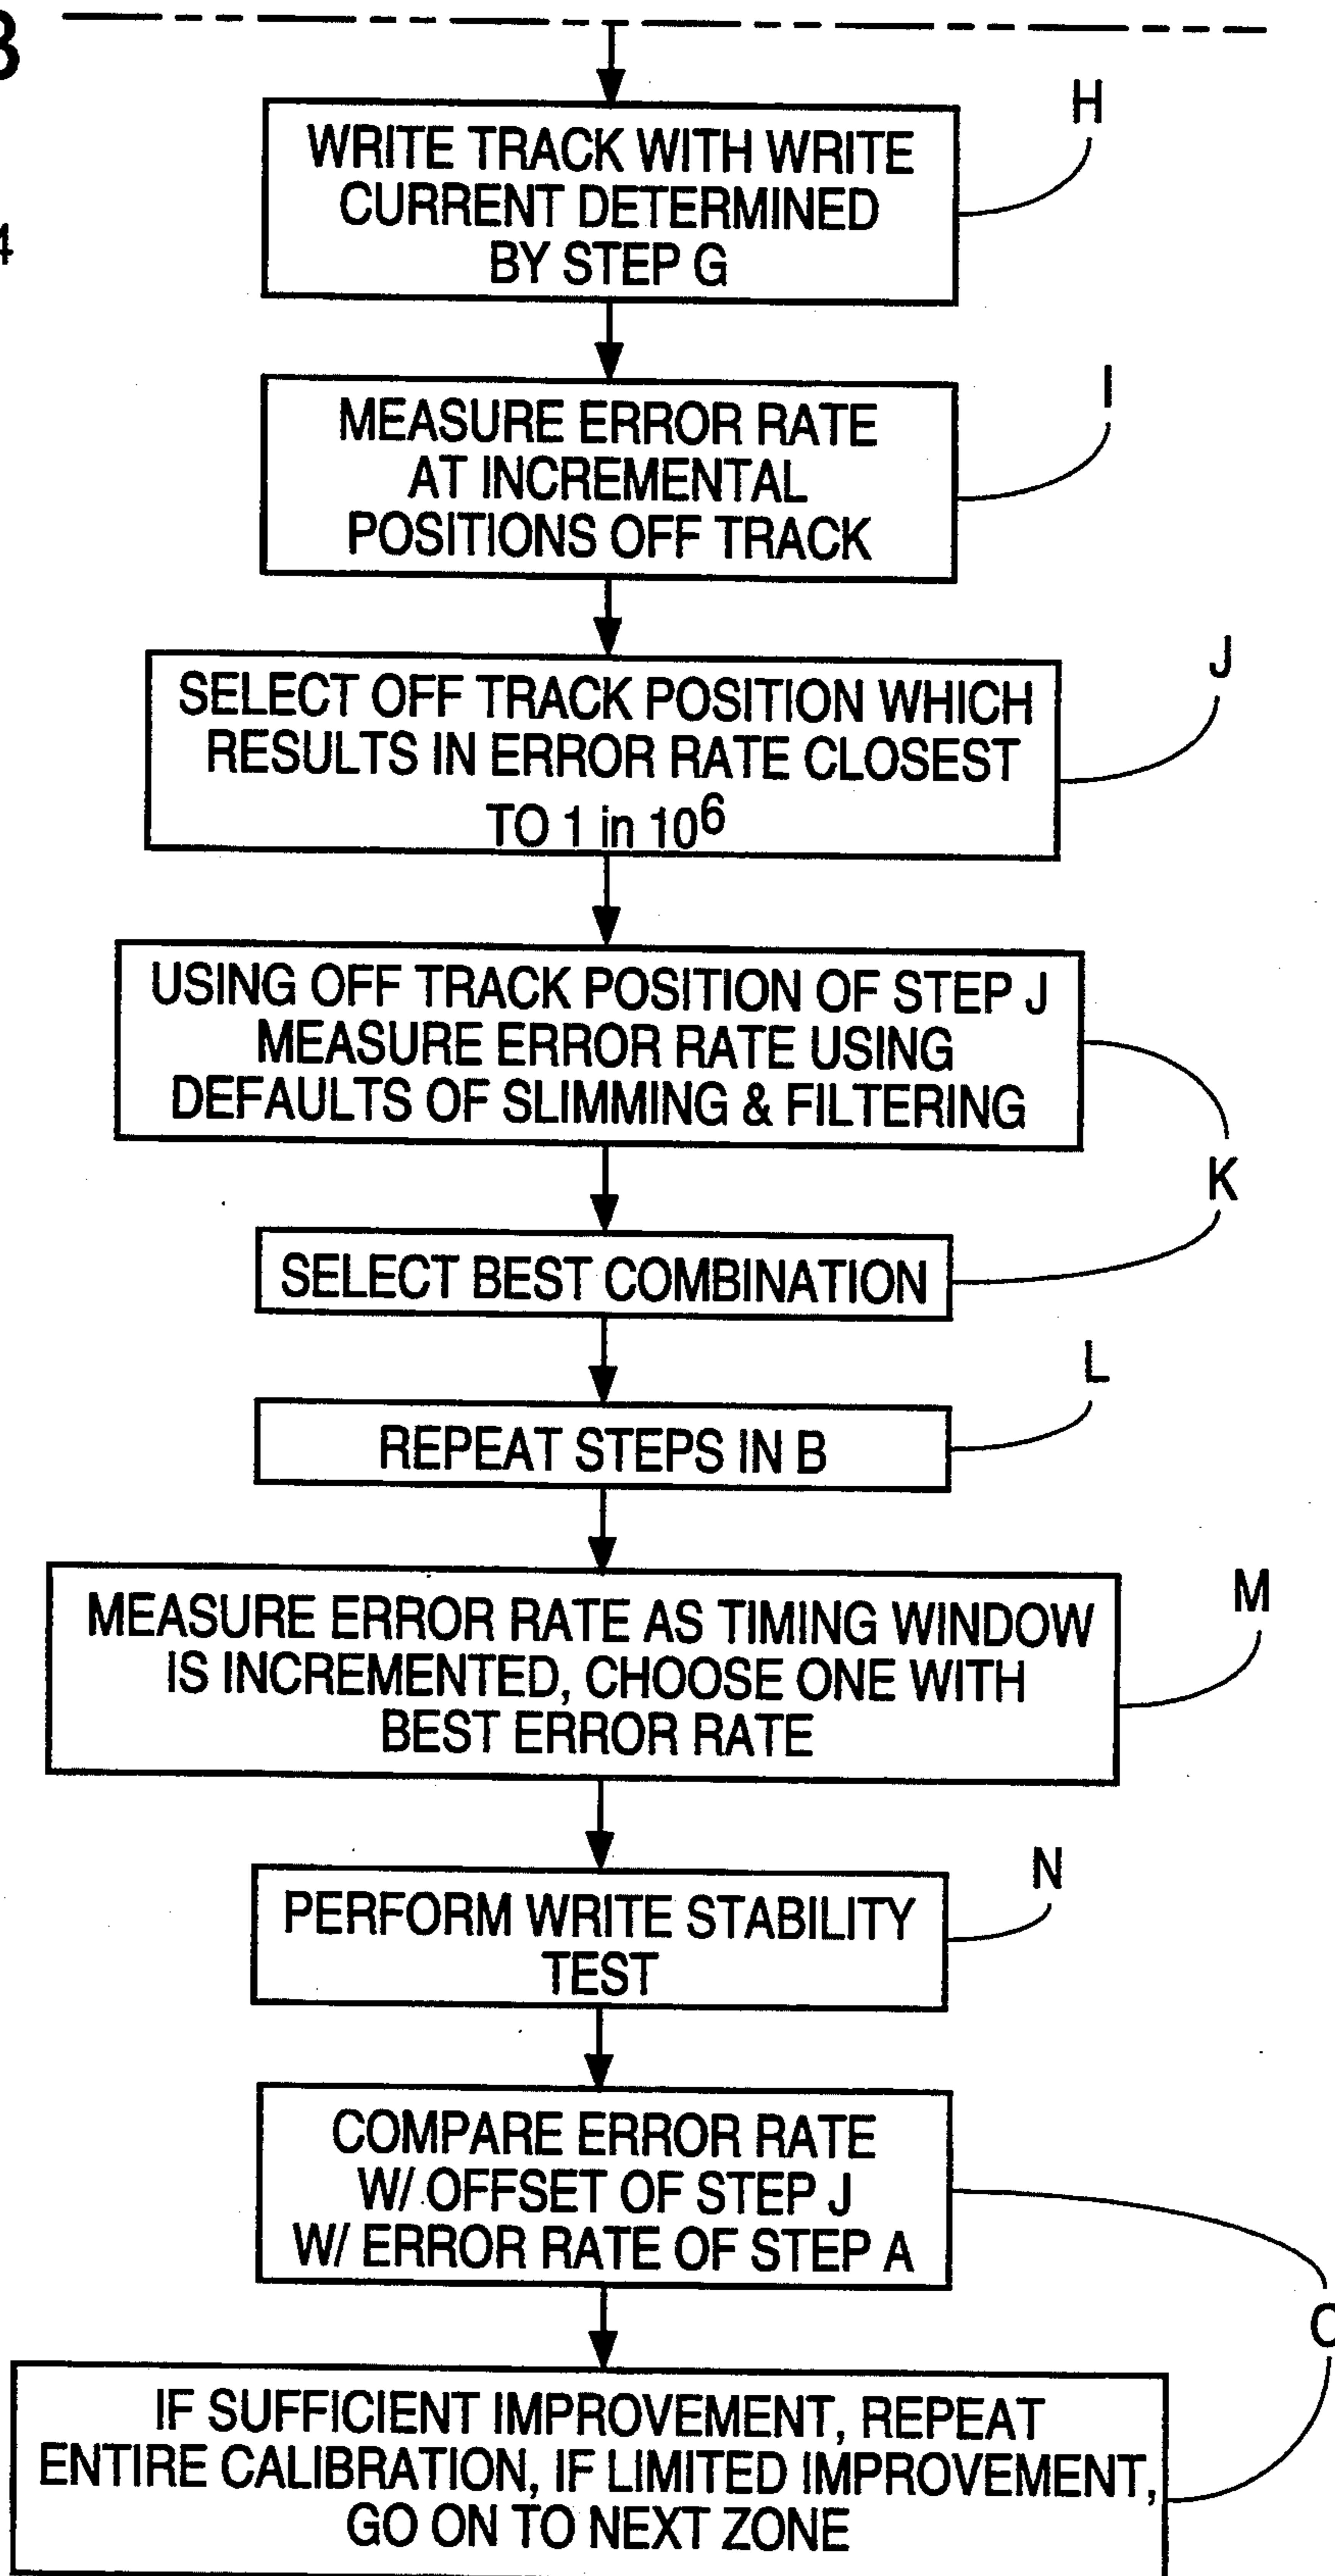 B
4
H
WRITE TRACK WITH WRITE
CURRENT DETERMINED
BY STEP G
I
MEASURE ERROR RATE
AT INCREMENTAL
POSITIONS OFF TRACK
J
SELECT OFF TRACK POSITION WHICH
RESULTS IN ERROR RATE CLOSEST
TO 1 in 10⁶
USING OFF TRACK POSITION OF STEP J
MEASURE ERROR RATE USING
DEFAULTS OF SLIMMING & FILTERING
K
SELECT BEST COMBINATION
L
REPEAT STEPS IN B
M
MEASURE ERROR RATE AS TIMING WINDOW
IS INCREMENTED, CHOOSE ONE WITH
BEST ERROR RATE
N
PERFORM WRITE STABILITY
TEST
COMPARE ERROR RATE
W/ OFFSET OF STEP J
W/ ERROR RATE OF STEP A
O
IF SUFFICIENT IMPROVEMENT, REPEAT
ENTIRE CALIBRATION, IF LIMITED IMPROVEMENT,
GO ON TO NEXT ZONE